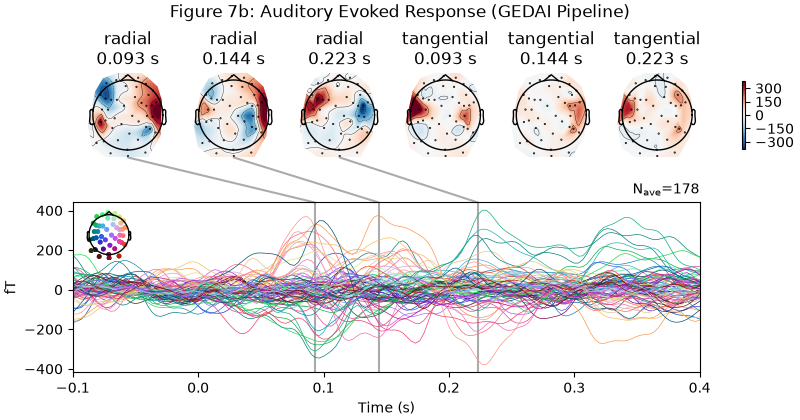 Figure 7b: Auditory Evoked Response (GEDAI Pipeline)
radial radial radial tangential tangential tangential
0.093 s 0.144 s 0.223 s 0.093 s 0.144 s 0.223 s
300
150
0
−150
−300
Nave=178
400
200
0
−200
−400
fT
−0.1 0.0 0.1 0.2 0.3 0.4
Time (s)